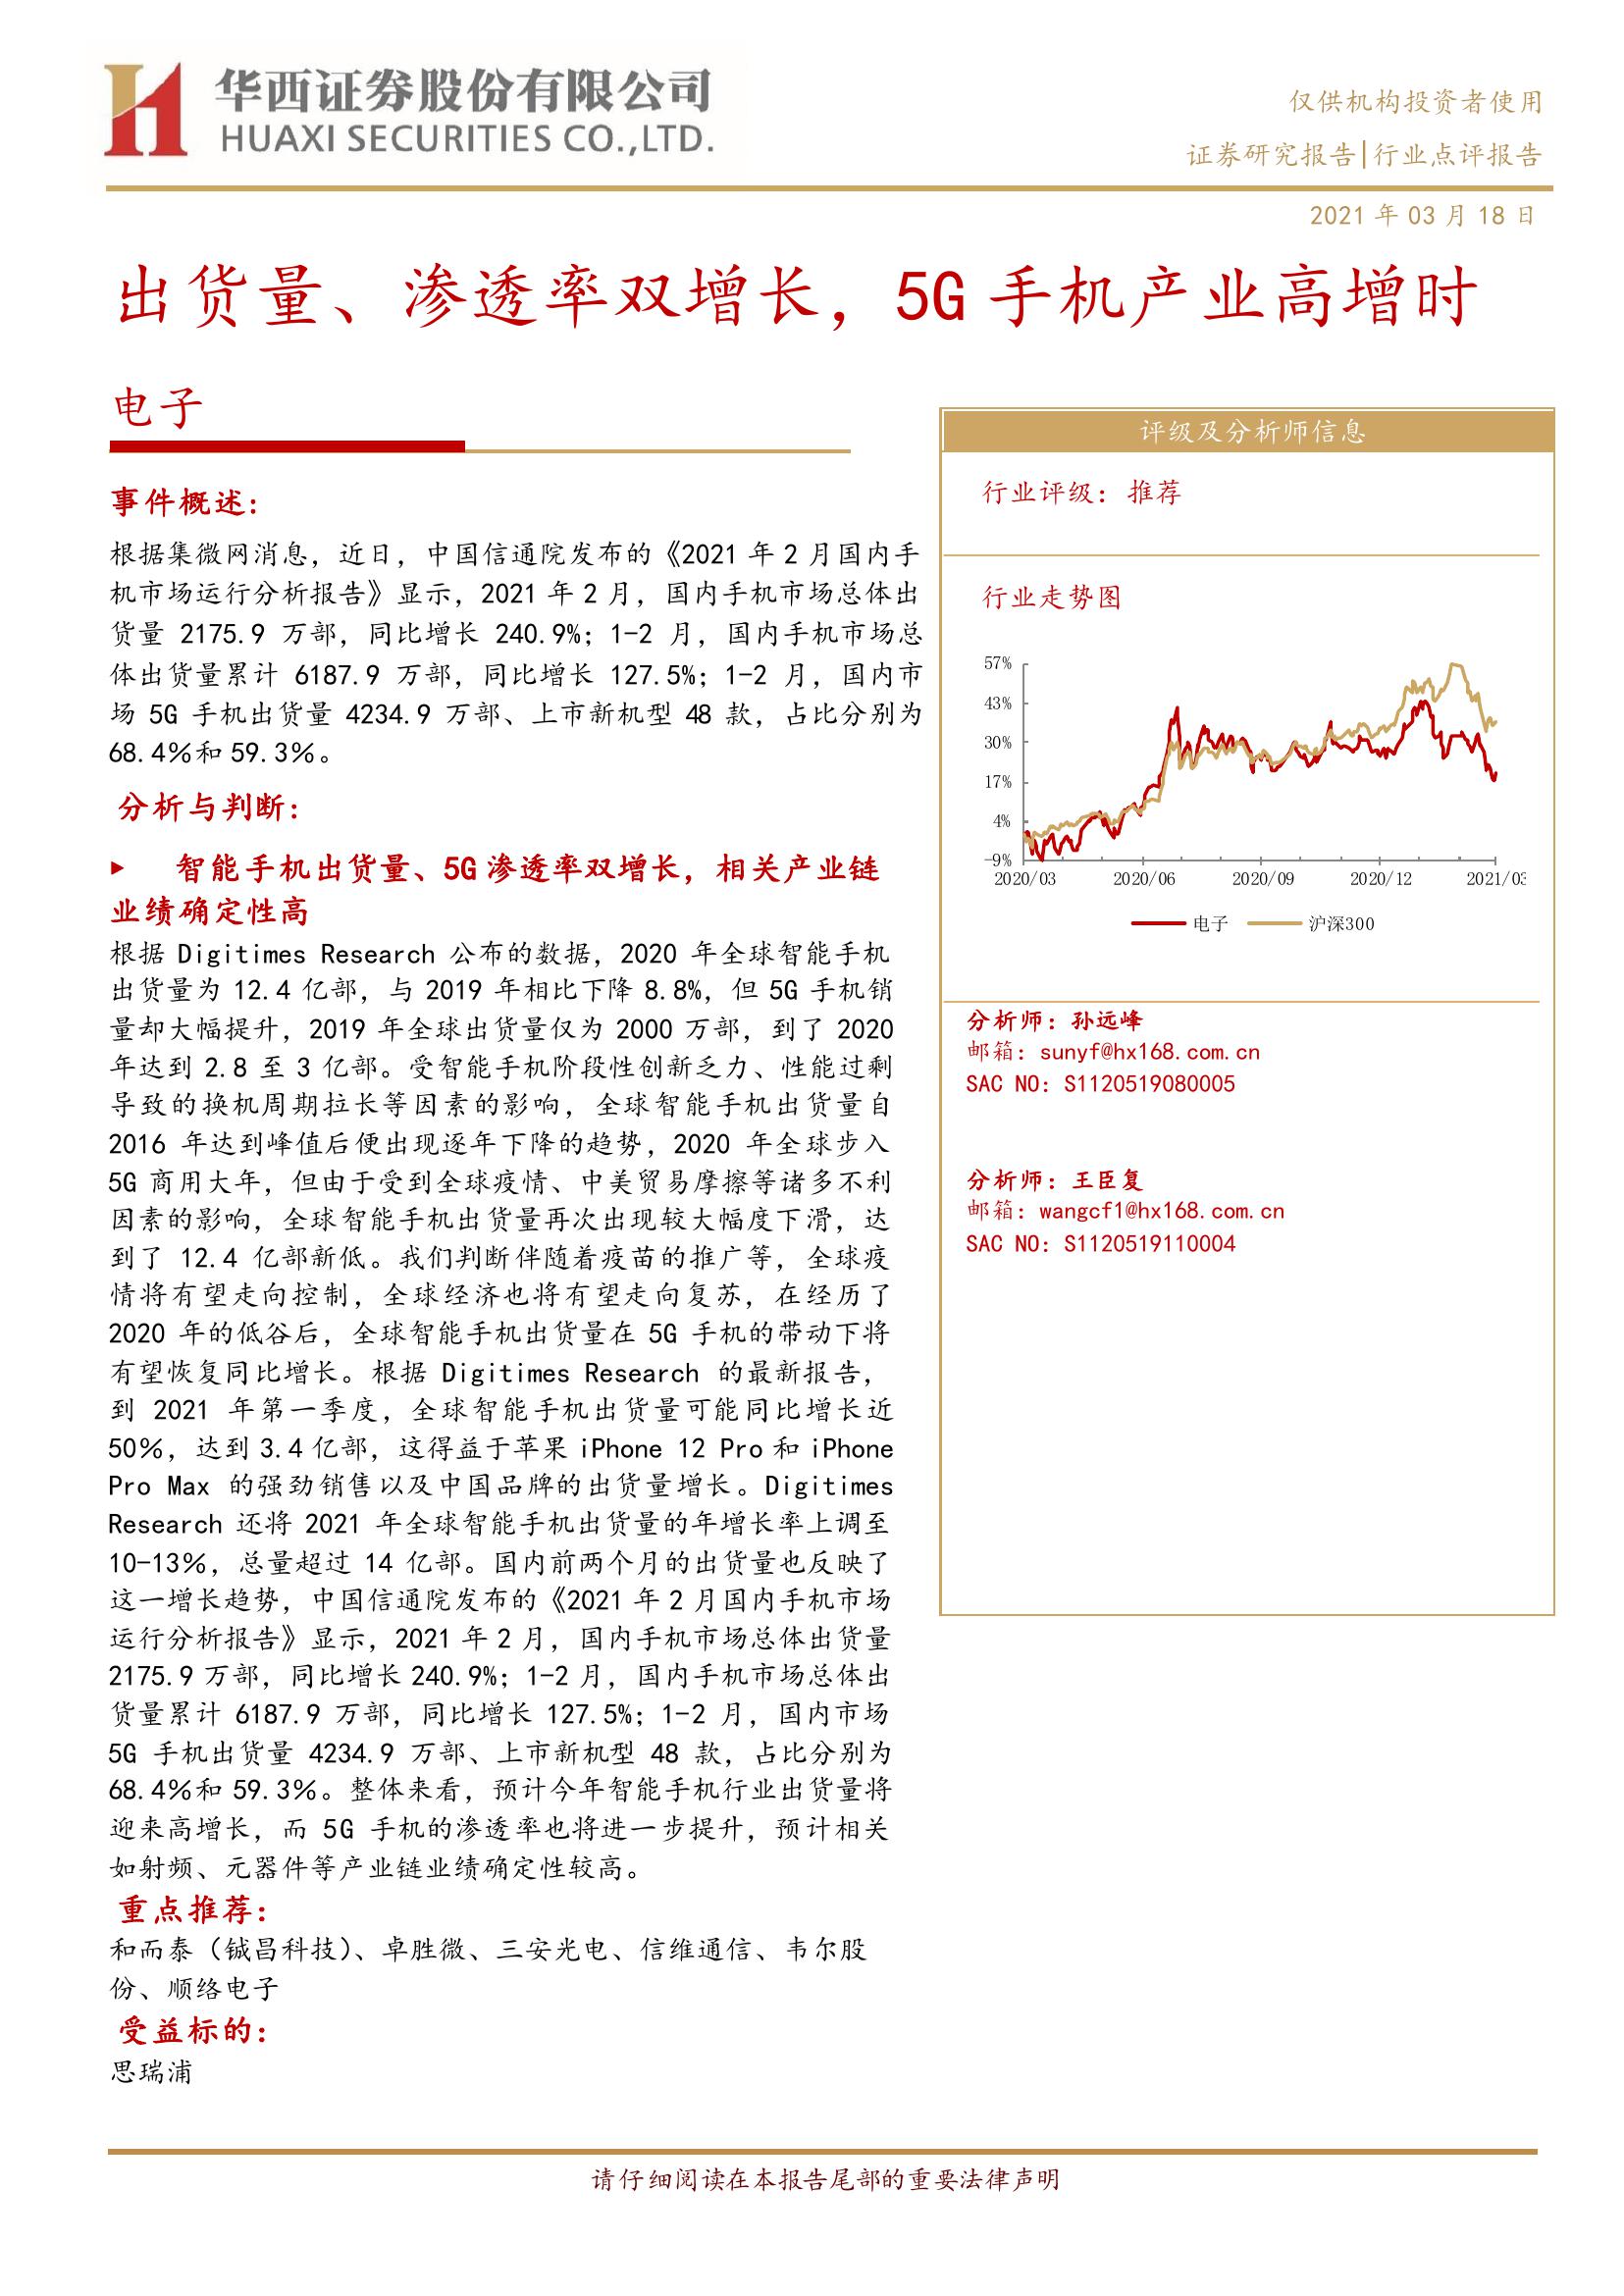 华西证券股份有限公司
HUAXI SECURITIES CO.,LTD.
仅供机构投资者使用
证券研究报告|行业点评报告
2021 年 03 月 18 日
出货量、渗透率双增长，5G 手机产业高增时
电子
事件概述：
根据集微网消息，近日，中国信通院发布的《2021 年 2 月国内手
机市场运行分析报告》显示，2021 年 2 月，国内手机市场总体出
货量 2175.9 万部，同比增长 240.9%；1-2 月，国内手机市场总
体出货量累计 6187.9 万部，同比增长 127.5%；1-2 月，国内市
场 5G 手机出货量 4234.9 万部、上市新机型 48 款，占比分别为
68.4%和 59.3%。
分析与判断：
▶ 智能手机出货量、5G 渗透率双增长，相关产业链
业绩确定性高
根据 Digitimes Research 公布的数据，2020 年全球智能手机
出货量为 12.4 亿部，与 2019 年相比下降 8.8%，但 5G 手机销
量却大幅提升，2019 年全球出货量仅为 2000 万部，到了 2020
年达到 2.8 至 3 亿部。受智能手机阶段性创新乏力、性能过剩
导致的换机周期拉长等因素的影响，全球智能手机出货量自
2016 年达到峰值后便出现逐年下降的趋势，2020 年全球步入
5G 商用大年，但由于受到全球疫情、中美贸易摩擦等诸多不利
因素的影响，全球智能手机出货量再次出现较大幅度下滑，达
到了 12.4 亿部新低。我们判断伴随着疫苗的推广等，全球疫
情将有望走向控制，全球经济也将有望走向复苏，在经历了
2020 年的低谷后，全球智能手机出货量在 5G 手机的带动下将
有望恢复同比增长。根据 Digitimes Research 的最新报告，
到 2021 年第一季度，全球智能手机出货量可能同比增长近
50%，达到 3.4 亿部，这得益于苹果 iPhone 12 Pro 和 iPhone
Pro Max 的强劲销售以及中国品牌的出货量增长。Digitimes
Research 还将 2021 年全球智能手机出货量的年增长率上调至
10-13%，总量超过 14 亿部。国内前两个月的出货量也反映了
这一增长趋势，中国信通院发布的《2021 年 2 月国内手机市场
运行分析报告》显示，2021 年 2 月，国内手机市场总体出货量
2175.9 万部，同比增长 240.9%；1-2 月，国内手机市场总体出
货量累计 6187.9 万部，同比增长 127.5%；1-2 月，国内市场
5G 手机出货量 4234.9 万部、上市新机型 48 款，占比分别为
68.4%和 59.3%。整体来看，预计今年智能手机行业出货量将
迎来高增长，而 5G 手机的渗透率也将进一步提升，预计相关
如射频、元器件等产业链业绩确定性较高。
重点推荐：
和而泰（铖昌科技）、卓胜微、三安光电、信维通信、韦尔股
份、顺络电子
受益标的：
思瑞浦
评级及分析师信息
行业评级：推荐
行业走势图
57%
43%
30%
17%
4%
-9%
2020/03 2020/06 2020/09 2020/12 2021/03
电子 沪深300
分析师：孙远峰
邮箱：sunyf@hx168.com.cn
SAC NO：S1120519080005
分析师：王臣复
邮箱：wangcf1@hx168.com.cn
SAC NO：S1120519110004
请仔细阅读在本报告尾部的重要法律声明